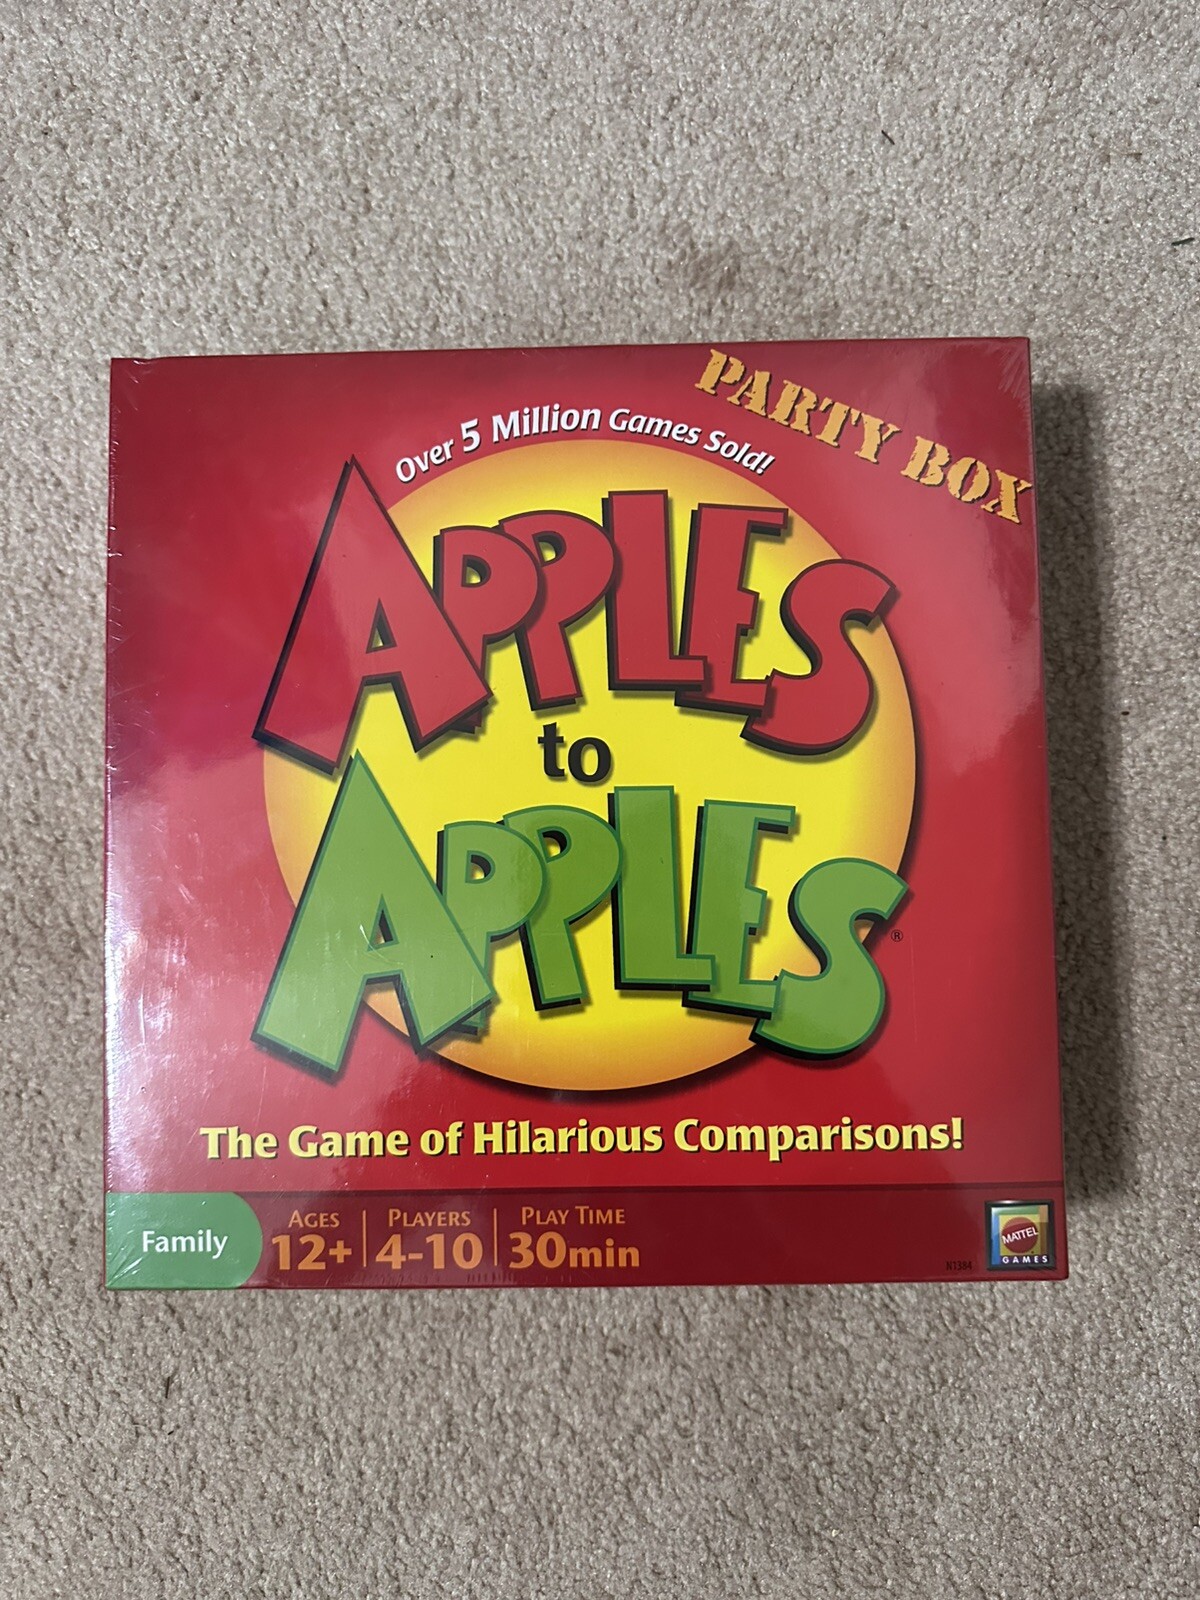 PARTY BOX
Over 5 Million Games Sold!
APPLES
to
APPLES®
The Game of Hilarious Comparisons!
Family
AGES
12+
PLAYERS
4-10
PLAY TIME
30min
N1384
MATTEL
GAMES